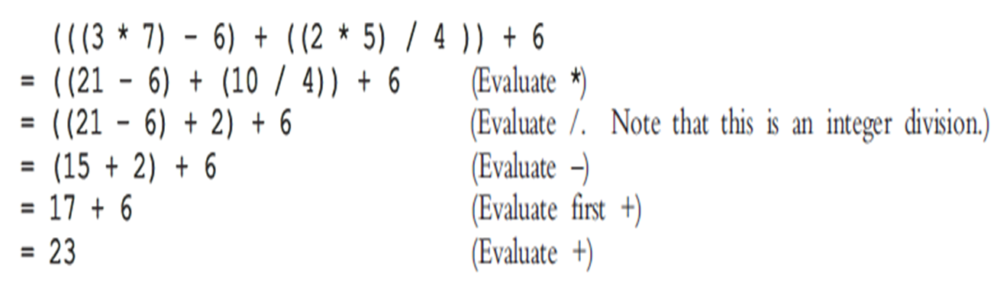 (((3 * 7) – 6) + ((2 * 5) / 4 )) + 6
= ((21 – 6) + (10 / 4)) + 6 (Evaluate *)
= ((21 – 6) + 2) + 6 (Evaluate /. Note that this is an integer division.)
= (15 + 2) + 6 (Evaluate –)
= 17 + 6 (Evaluate first +)
= 23 (Evaluate +)